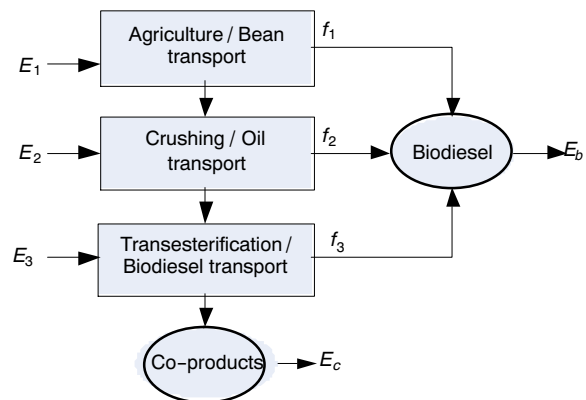 Agriculture / Bean
transport
f1
E1
Crushing / Oil
transport
f2
E2
Biodiesel
Eb
Transesterification /
Biodiesel transport
f3
E3
Co-products
Ec